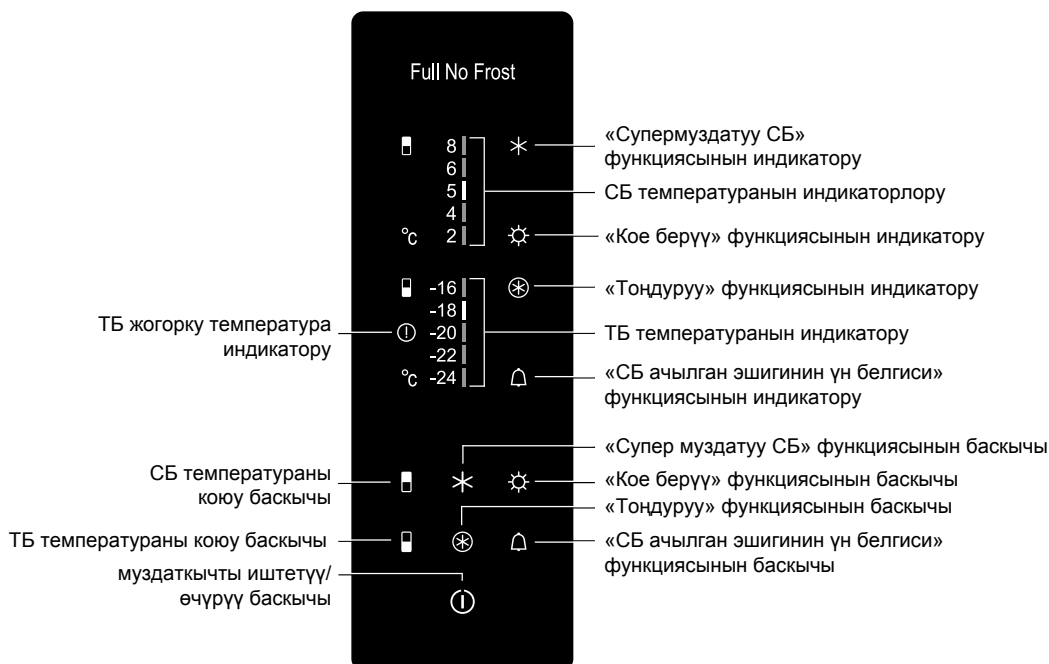 Full No Frost
8
6
5
4
°c 2
-16
-18
-20
-22
°c -24
«Супермуздатуу СБ»
функциясынын индикатору
СБ температуранын индикаторлору
«Кое берүү» функциясынын индикатору
«Тоңдуруу» функциясынын индикатору
ТБ жогорку температура
индикатору
ТБ температуранын индикатору
«СБ ачылган эшигинин үн белгиси»
функциясынын индикатору
«Супер муздатуу СБ» функциясынын баскычы
СБ температураны
коюу баскычы
«Кое берүү» функциясынын баскычы
«Тоңдуруу» функциясынын баскычы
ТБ температураны коюу баскычы
«СБ ачылган эшигинин үн белгиси»
функциясынын баскычы
муздаткычты иштетүү/
өчүрүү баскычы